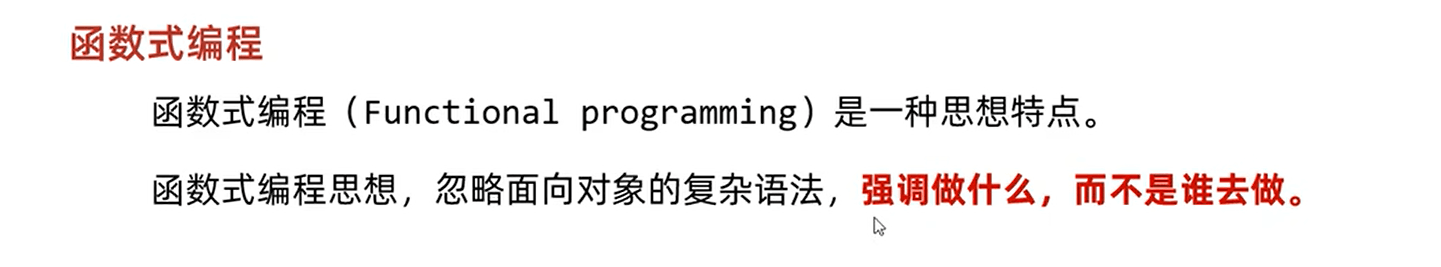 函数式编程
函数式编程（Functional programming）是一种思想特点。
函数式编程思想，忽略面向对象的复杂语法，强调做什么，而不是谁去做。